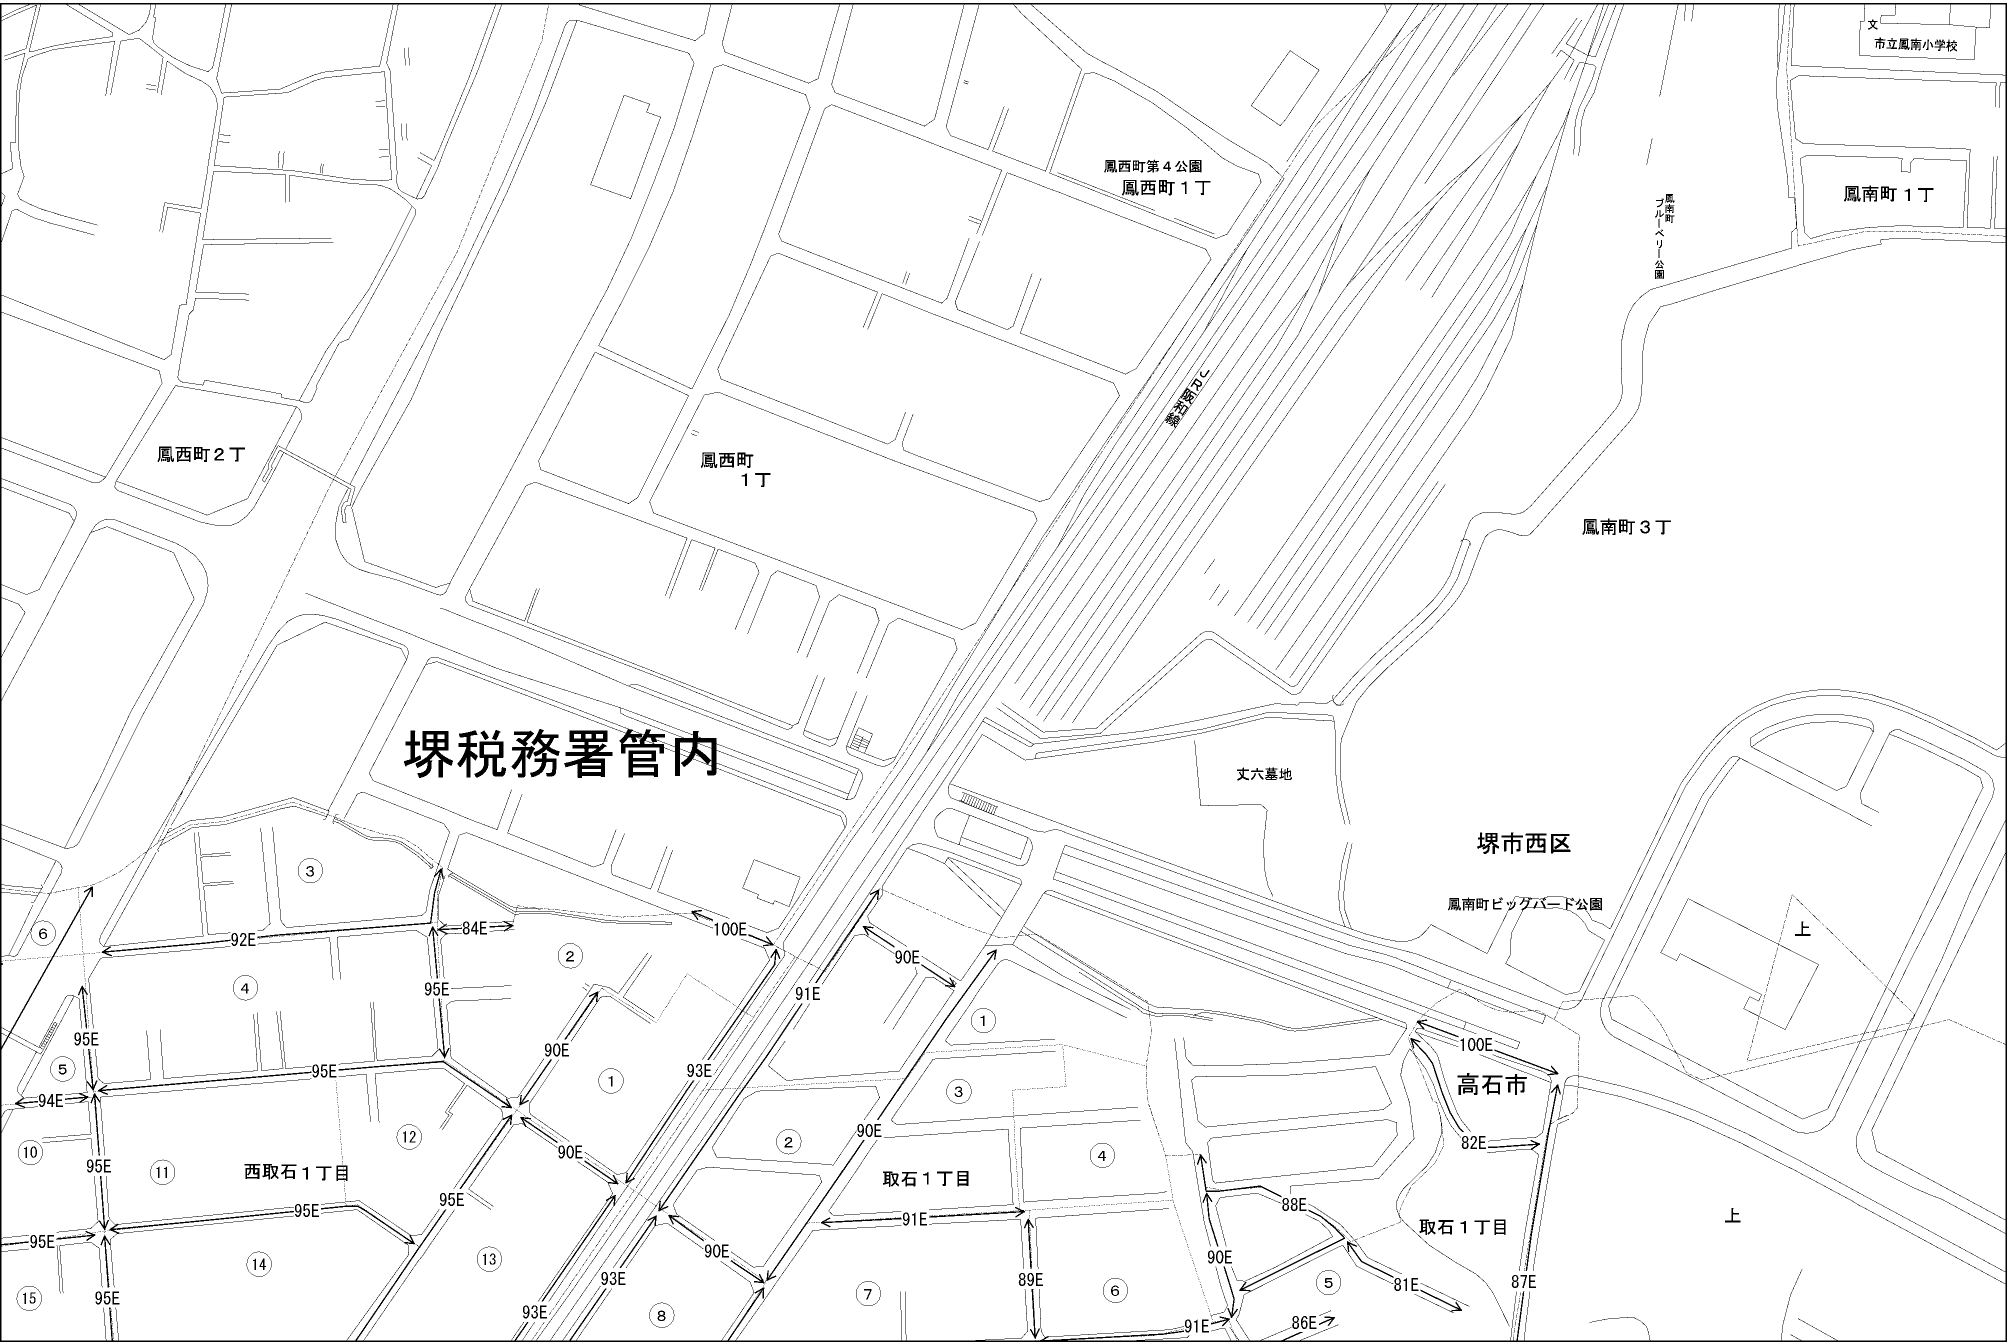 文
市立鳳南小学校
鳳西町第４公園
鳳西町１丁
鳳南町１丁
鳳南町
ブルーベリー公園
ＪＲ阪和線
鳳西町２丁
鳳西町
１丁
鳳南町３丁
堺税務署管内
丈六墓地
堺市西区
鳳南町ビッグバード公園
上
3
6
92E
84E
100E
2
90E
91E
4
95E
1
95E
5
95E
90E
1
93E
100E
高石市
94E
3
90E
2
82E
10
95E
11
西取石１丁目
12
90E
4
取石１丁目
95E
95E
88E
91E
取石１丁目
上
95E
14
13
90E
90E
89E
5
81E
87E
15
95E
93E
93E
8
7
6
91E
86E